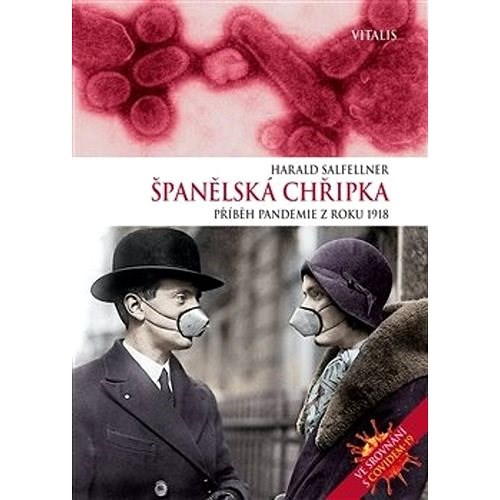 VITALIS
HARALD SALFELLNER
ŠPANĚLSKÁ CHŘIPKA
PŘÍBĚH PANDEMIE Z ROKU 1918
VE SROVNÁNÍ
S COVIDEM-19